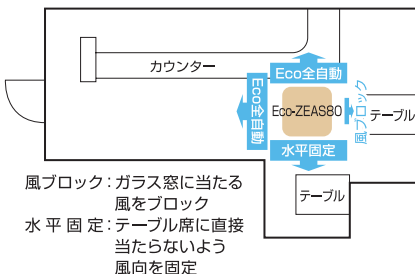 カウンター
Eco全自動
Eco全自動
Eco-ZEAS80
風ブロック
テーブル
水平固定
テーブル
風ブロック：ガラス窓に当たる
風をブロック
水平固定：テーブル席に直接
当たらないよう
風向を固定